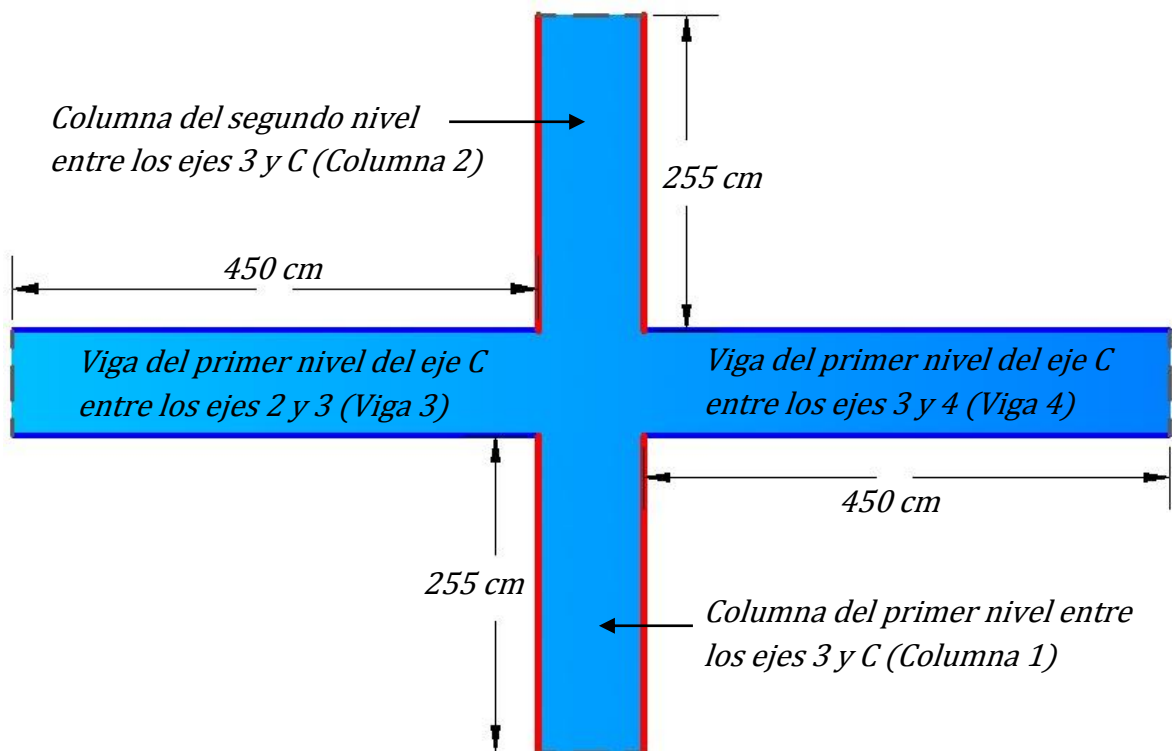 Columna del segundo nivel
entre los ejes 3 y C (Columna 2)
255 cm
450 cm
Viga del primer nivel del eje C
entre los ejes 2 y 3 (Viga 3)
Viga del primer nivel del eje C
entre los ejes 3 y 4 (Viga 4)
450 cm
255 cm
Columna del primer nivel entre
los ejes 3 y C (Columna 1)